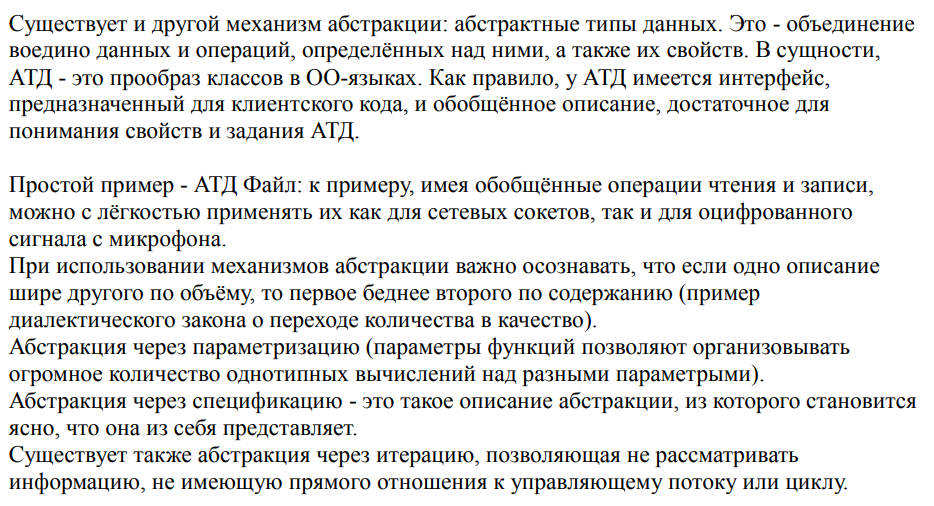 Существует и другой механизм абстракции: абстрактные типы данных. Это - объединение
воедино данных и операций, определённых над ними, а также их свойств. В сущности,
АТД - это прообраз классов в ОО-языках. Как правило, у АТД имеется интерфейс,
предназначенный для клиентского кода, и обобщённое описание, достаточное для
понимания свойств и задания АТД.
Простой пример - АТД Файл: к примеру, имея обобщённые операции чтения и записи,
можно с лёгкостью применять их как для сетевых сокетов, так и для оцифрованного
сигнала с микрофона.
При использовании механизмов абстракции важно осознавать, что если одно описание
шире другого по объёму, то первое беднее второго по содержанию (пример
диалектического закона о переходе количества в качество).
Абстракция через параметризацию (параметры функций позволяют организовывать
огромное количество однотипных вычислений над разными параметрыми).
Абстракция через спецификацию - это такое описание абстракции, из которого становится
ясно, что она из себя представляет.
Существует также абстракция через итерацию, позволяющая не рассматривать
информацию, не имеющую прямого отношения к управляющему потоку или циклу.